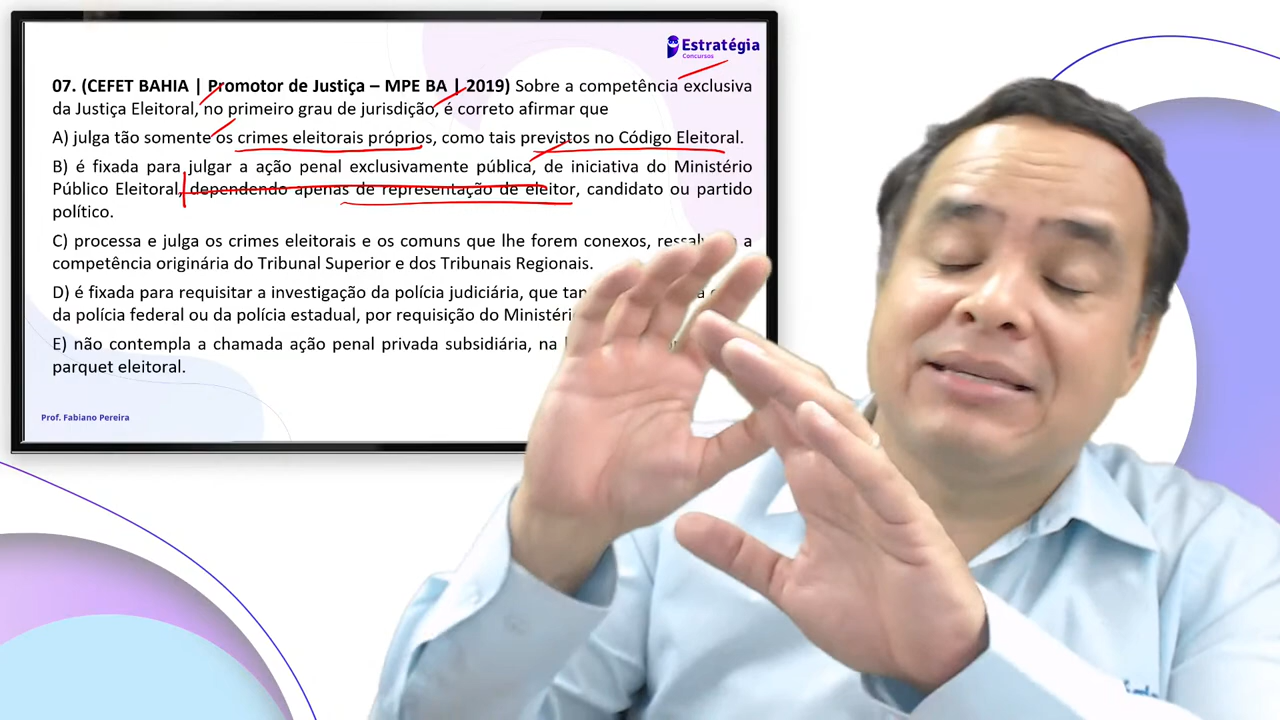 Estratégia
Concursos
07. (CEFET BAHIA | Promotor de Justiça – MPE BA | 2019) Sobre a competência exclusiva
da Justiça Eleitoral, no primeiro grau de jurisdição, é correto afirmar que
A) julga tão somente os crimes eleitorais próprios, como tais previstos no Código Eleitoral.
B) é fixada para julgar a ação penal exclusivamente pública, de iniciativa do Ministério
Público Eleitoral, dependendo apenas de representação de eleitor, candidato ou partido
político.
C) processa e julga os crimes eleitorais e os comuns que lhe forem conexos, a
competência originária do Tribunal Superior e dos Tribunais Regionais.
D) é fixada para requisitar a investigação da polícia judiciária, que
da polícia federal ou da polícia estadual, por requisição do
E) não contempla a chamada ação penal privada subsidiária, na
parquet eleitoral.
Prof. Fabiano Pereira